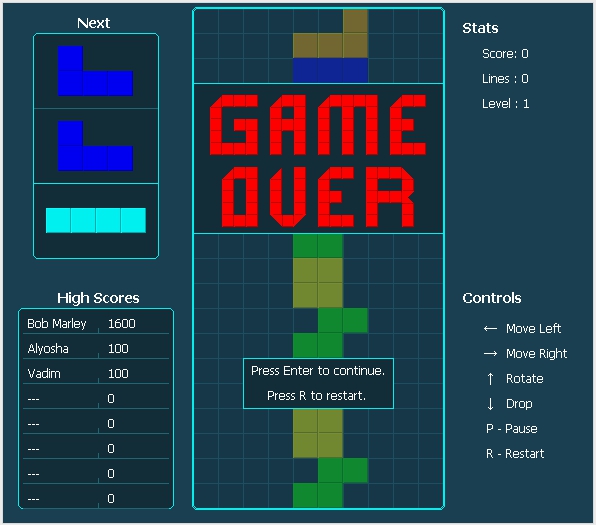 Next
GAME
OVER
Press Enter to continue.
Press R to restart.
High Scores
Bob Marley 1600
Alyosha 100
Vadim 100
--- 0
--- 0
--- 0
--- 0
--- 0
Stats
Score: 0
Lines : 0
Level : 1
Controls
← Move Left
→ Move Right
↑ Rotate
↓ Drop
P - Pause
R - Restart